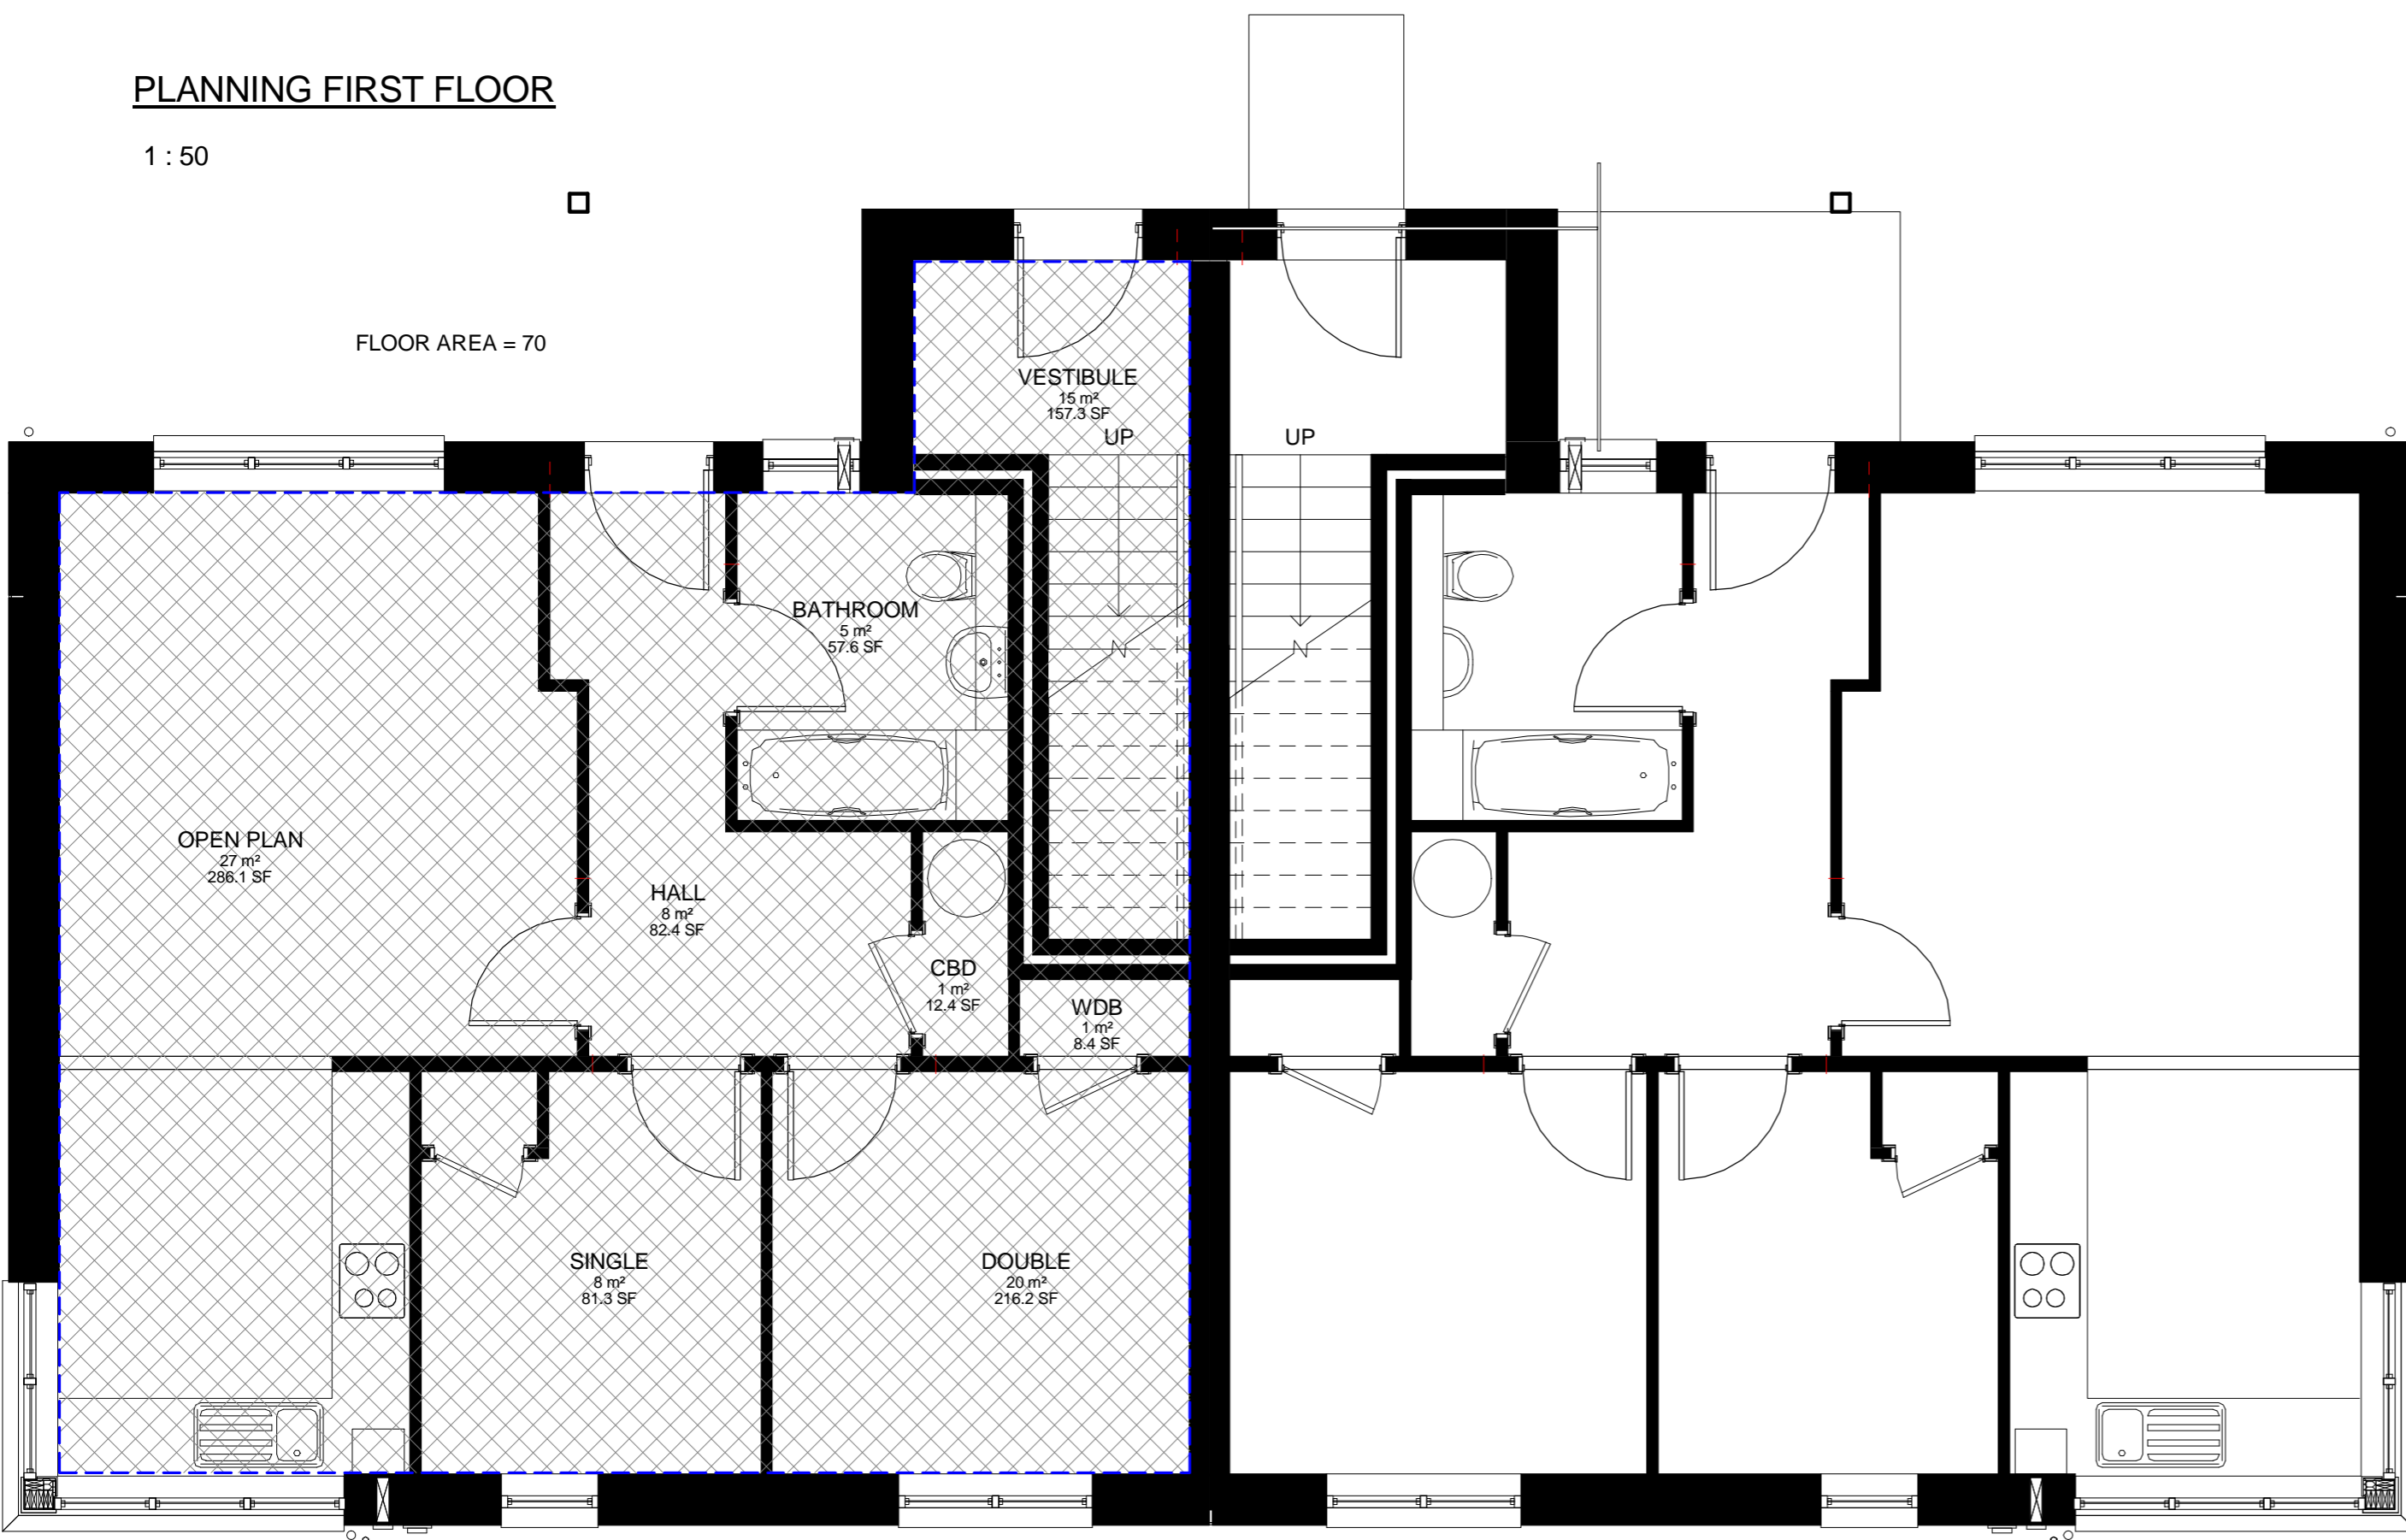 PLANNING FIRST FLOOR
1 : 50
FLOOR AREA = 70
VESTIBULE
15 m²
157.3 SF
UP
UP
BATHROOM
5 m²
57.6 SF
OPEN PLAN
27 m²
286.1 SF
HALL
8 m²
82.4 SF
CBD
1 m²
12.4 SF
WDB
1 m²
8.4 SF
SINGLE
8 m²
81.3 SF
DOUBLE
20 m²
216.2 SF